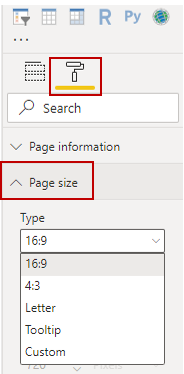 R Py
...
Search
Page information
Page size
Type
16:9
16:9
4:3
Letter
Tooltip
Custom